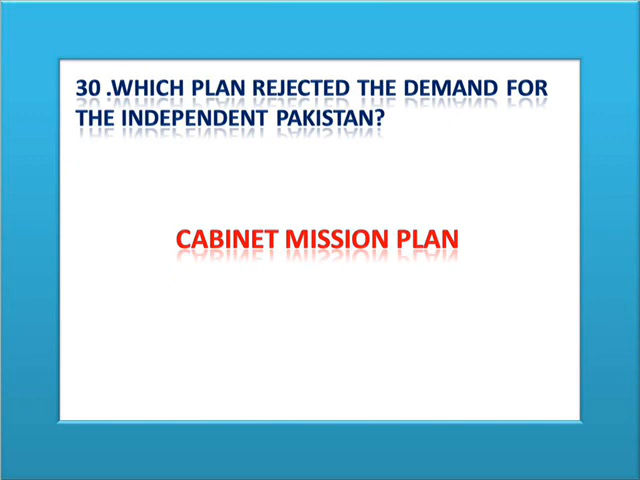 30 .WHICH PLAN REJECTED THE DEMAND FOR
THE INDEPENDENT PAKISTAN?
CABINET MISSION PLAN